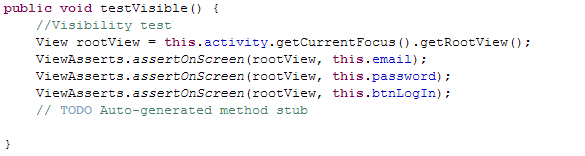 public void testVisible() {
//Visibility test
View rootView = this.activity.getCurrentFocus().getRootView();
ViewAsserts.assertOnScreen(rootView, this.email);
ViewAsserts.assertOnScreen(rootView, this.password);
ViewAsserts.assertOnScreen(rootView, this.btnLogIn);
// TODO Auto-generated method stub
}